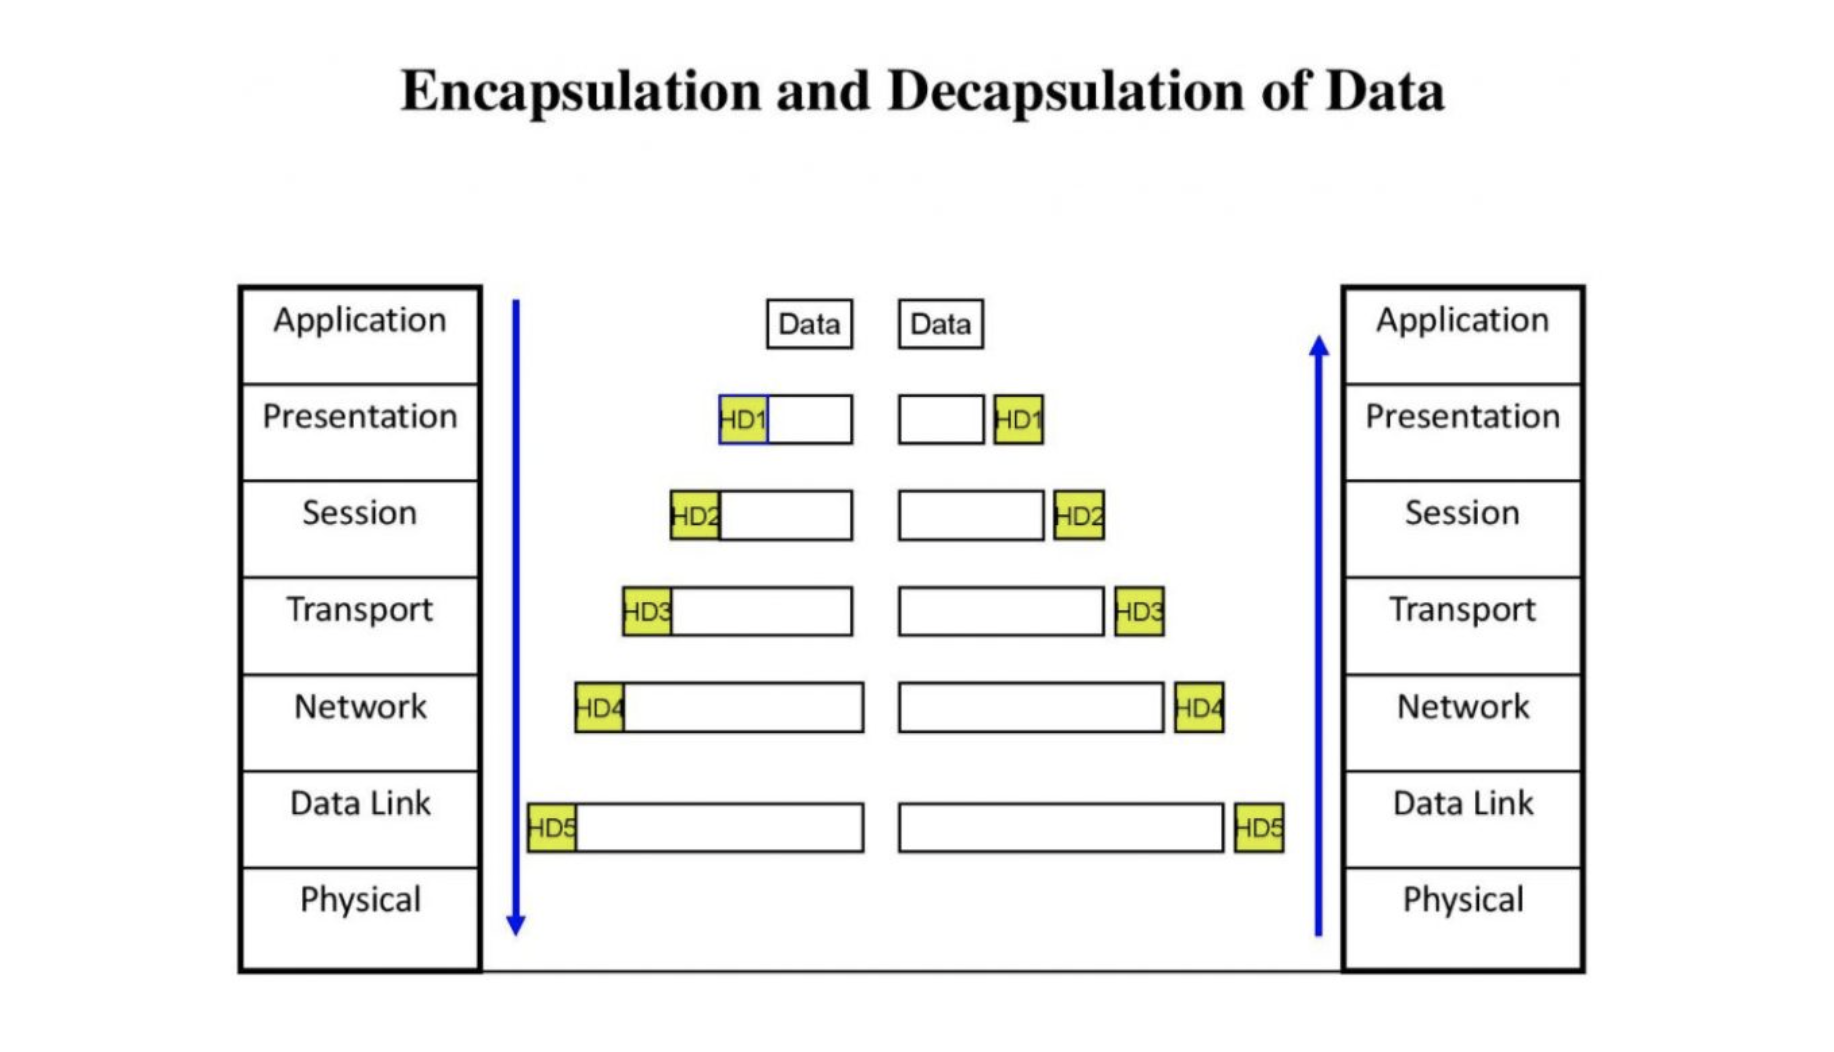 Encapsulation and Decapsulation of Data
Application
Data
Data
Application
Presentation
HD1
HD1
Presentation
Session
HD2
HD2
Session
Transport
HD3
HD3
Transport
Network
HD4
HD4
Network
Data Link
HD5
HD5
Data Link
Physical
Physical